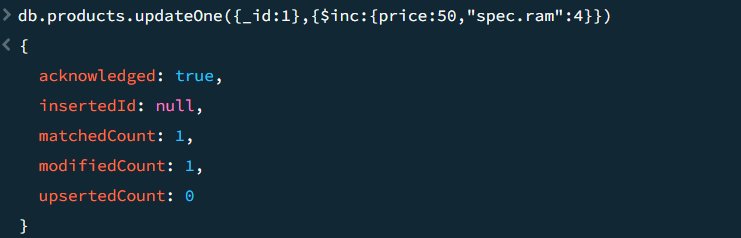 > db.products.updateOne({_id:1},{$inc:{price:50,"spec.ram":4}})
< {
acknowledged: true,
insertedId: null,
matchedCount: 1,
modifiedCount: 1,
upsertedCount: 0
}